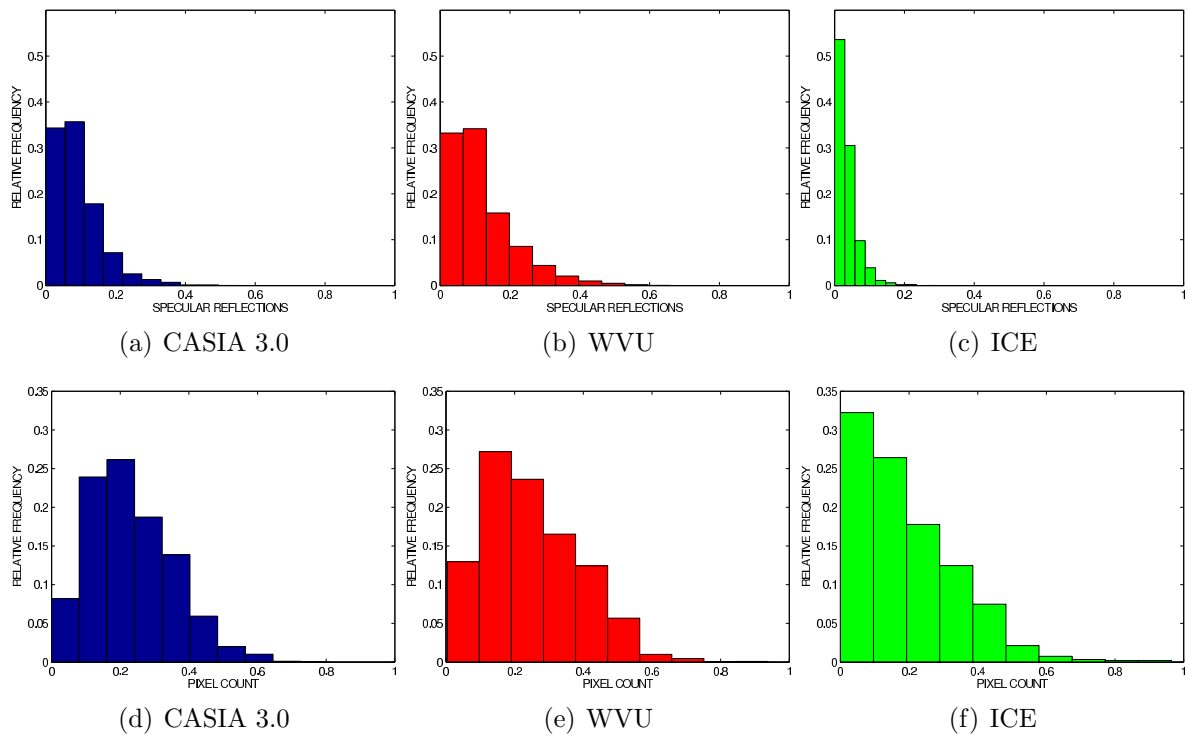 RELATIVE FREQUENCY
0.5
0.4
0.3
0.2
0.1
0
0 0.2 0.4 0.6 0.8 1
SPECULAR REFLECTIONS
(a) CASIA 3.0
RELATIVE FREQUENCY
0.5
0.4
0.3
0.2
0.1
0
0 0.2 0.4 0.6 0.8 1
SPECULAR REFLECTIONS
(b) WVU
RELATIVE FREQUENCY
0.5
0.4
0.3
0.2
0.1
0
0 0.2 0.4 0.6 0.8 1
SPECULAR REFLECTIONS
(c) ICE
RELATIVE FREQUENCY
0.35
0.3
0.25
0.2
0.15
0.1
0.05
0
0 0.2 0.4 0.6 0.8 1
PIXEL COUNT
(d) CASIA 3.0
RELATIVE FREQUENCY
0.35
0.3
0.25
0.2
0.15
0.1
0.05
0
0 0.2 0.4 0.6 0.8 1
PIXEL COUNT
(e) WVU
RELATIVE FREQUENCY
0.35
0.3
0.25
0.2
0.15
0.1
0.05
0
0 0.2 0.4 0.6 0.8 1
PIXEL COUNT
(f) ICE